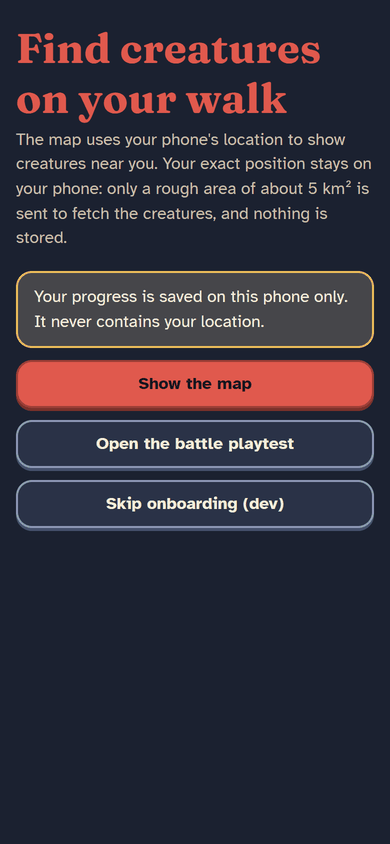 Find creatures
on your walk
The map uses your phone's location to show
creatures near you. Your exact position stays on
your phone: only a rough area of about 5 km² is
sent to fetch the creatures, and nothing is
stored.
Your progress is saved on this phone only.
It never contains your location.
Show the map
Open the battle playtest
Skip onboarding (dev)